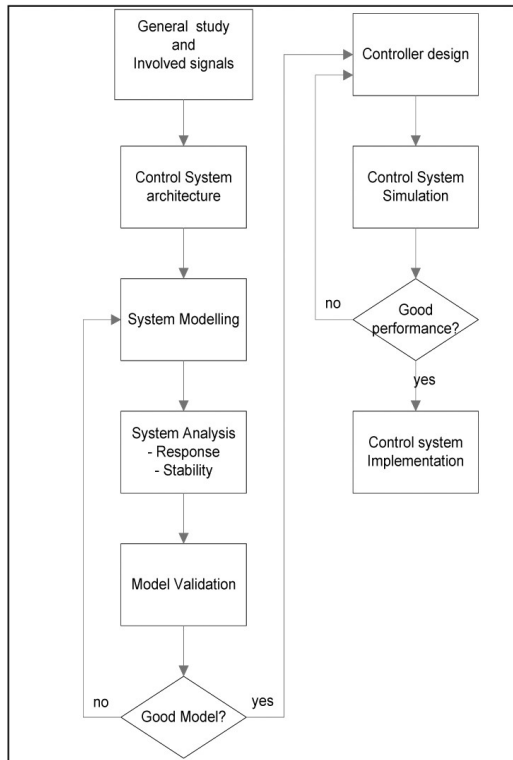 General study
and
Involved signals
Control System
architecture
System Modelling
System Analysis
- Response
- Stability
Model Validation
Good Model?
no
yes
Controller design
Control System
Simulation
Good
performance?
no
yes
Control system
Implementation